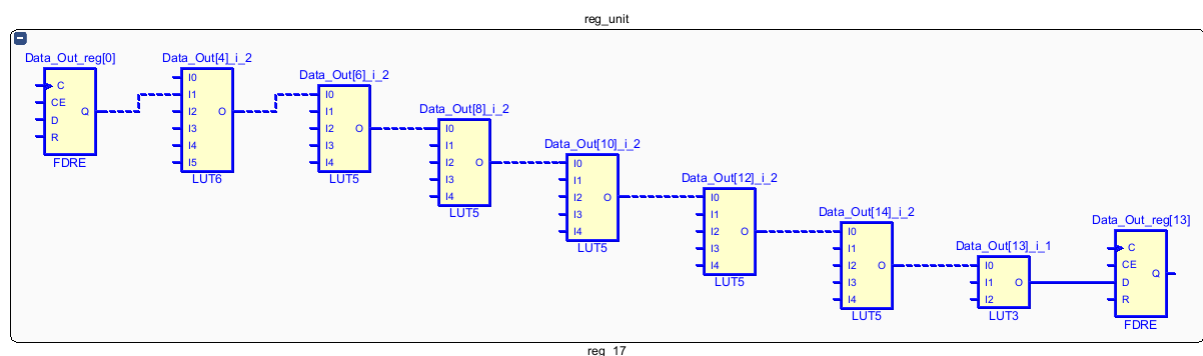 reg_unit
Data_Out_reg[0]
C
CE
D
R
Q
FDRE
Data_Out[4]_i_2
I0
I1
I2
I3
I4
I5
O
LUT6
Data_Out[6]_i_2
I0
I1
I2
I3
I4
O
LUT5
Data_Out[8]_i_2
I0
I1
I2
I3
I4
O
LUT5
Data_Out[10]_i_2
I0
I1
I2
I3
I4
O
LUT5
Data_Out[12]_i_2
I0
I1
I2
I3
I4
O
LUT5
Data_Out[14]_i_2
I0
I1
I2
I3
I4
O
LUT5
Data_Out[13]_i_1
I0
I1
I2
O
LUT3
Data_Out_reg[13]
C
CE
D
R
Q
FDRE
reg_17